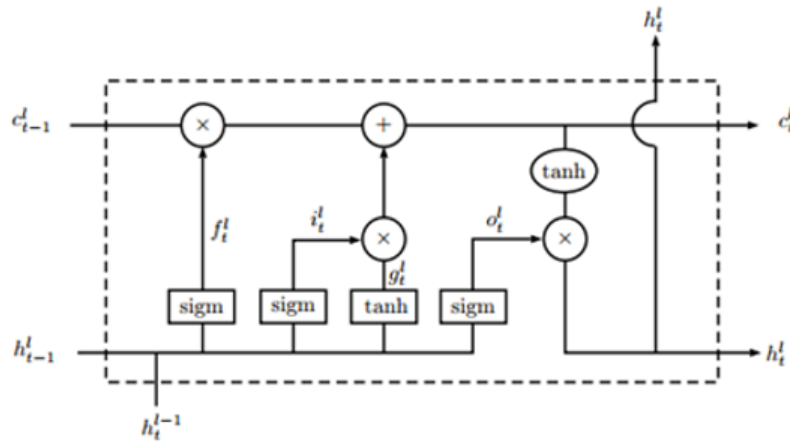 h_t^l
c_{t-1}^l × + c_t^l
tanh
f_t^l i_t^l × o_t^l ×
g_t^l
sigm sigm tanh sigm
h_{t-1}^l h_t^l
h_t^{l-1}